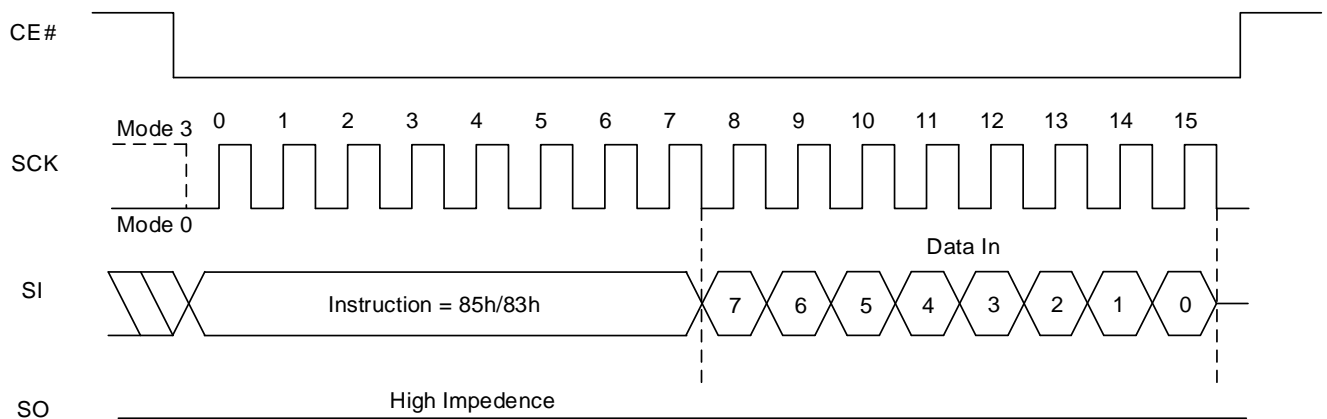 CE#
Mode 3
0 1 2 3 4 5 6 7 8 9 10 11 12 13 14 15
SCK
Mode 0
Data In
SI
Instruction = 85h/83h
7 6 5 4 3 2 1 0
High Impedence
SO